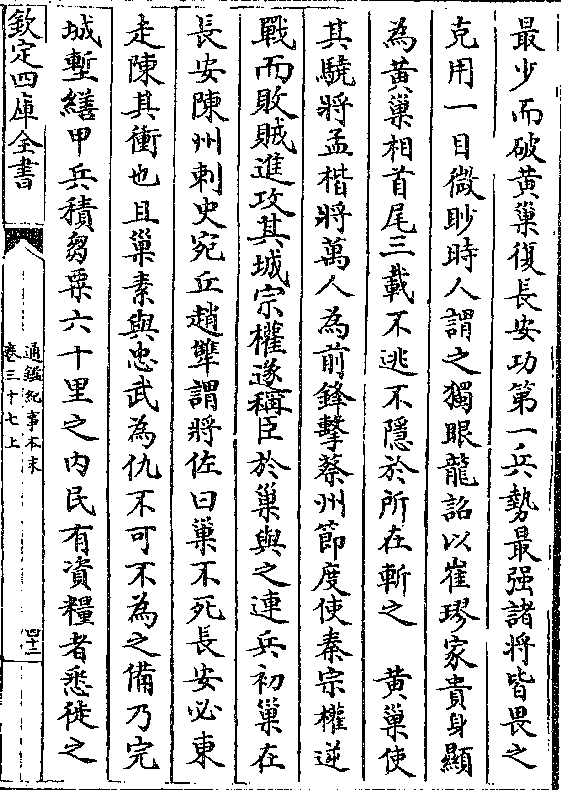 最少而破黄巢復長安功第一兵勢最强諸將皆畏之
克用一目微眇時人謂之獨眼龍詔以崔璆家貴身顯
為黄巢相首尾三載不逃不隱於所在斬之　黄巢使
其驍將孟楷將萬人為前鋒擊蔡州節度使秦宗權逆
戰而敗賊進攻其城宗權遂稱臣於巢與之連兵初巢在
長安陳州刺史宛丘趙犨謂將佐曰巢不死長安必東
走陳其衝也且巢素與忠武為仇不可不為之備乃完
城塹繕甲兵積芻粟六十里之内民有資糧者悉徙之
欽定四庫全書
通鑑紀事本末
卷三十七上
四十二